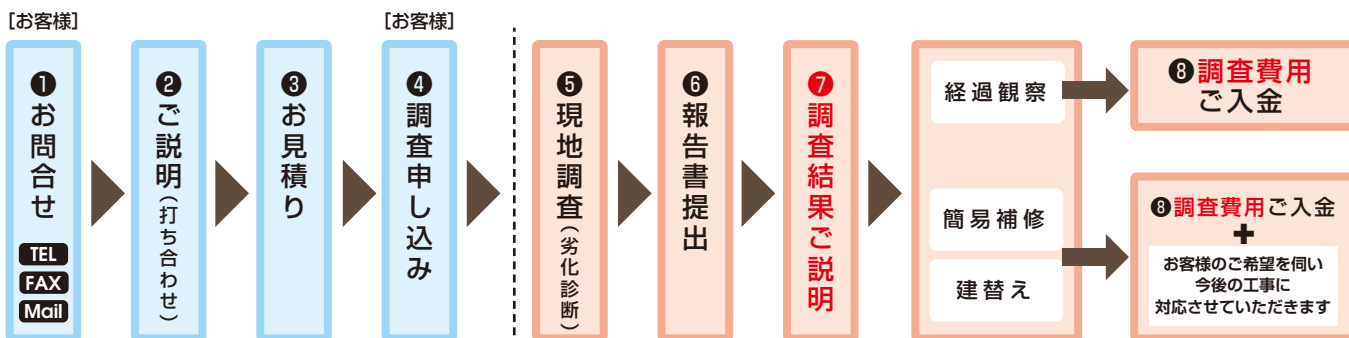 [お客様]
❶お問合せ
TEL
FAX
Mail
❷ご説明（打ち合わせ）
❸お見積り
[お客様]
❹調査申し込み
❺現地調査（劣化診断）
❻報告書提出
❼調査結果ご説明
経過観察
簡易補修
建替え
❽調査費用
ご入金
❽調査費用ご入金
+
お客様のご希望を伺い
今後の工事に
対応させていただきます